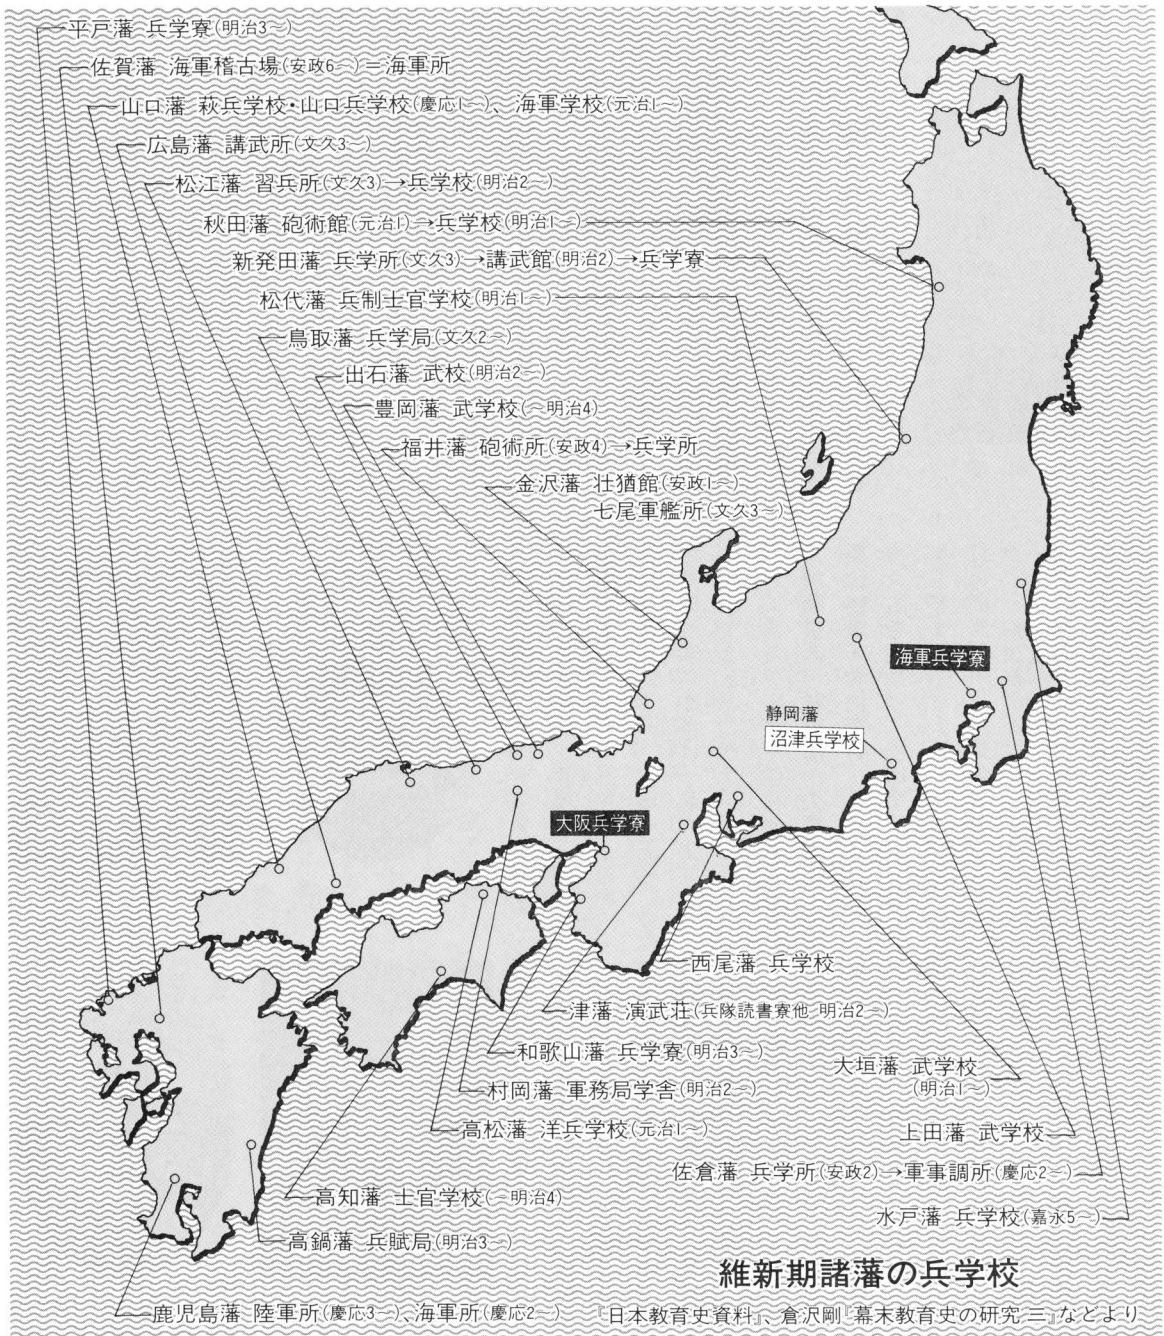 平戸藩 兵学寮(明治3~)
佐賀藩 海軍稽古場(安政6~)=海軍所
山口藩 萩兵学校・山口兵学校(慶応1~)、海軍学校(元治1~)
広島藩 講武所(文久3~)
松江藩 習兵所(文久3)→兵学校(明治2~)
秋田藩 砲術館(元治1)→兵学校(明治1~)
新発田藩 兵学所(文久3)→講武館(明治2)→兵学寮
松代藩 兵制士官学校(明治1~)
鳥取藩 兵学局(文久2~)
出石藩 武校(明治2~)
豊岡藩 武学校(~明治4)
福井藩 砲術所(安政4)→兵学所
金沢藩 壮猶館(安政1~)
七尾軍艦所(文久3~)
海軍兵学寮
静岡藩
沼津兵学校
大阪兵学寮
西尾藩 兵学校
津藩 演武荘(兵隊読書寮他 明治2~)
和歌山藩 兵学寮(明治3~)
大垣藩 武学校
(明治1~)
村岡藩 軍務局学舎(明治2~)
高松藩 洋兵学校(元治1~)
上田藩 武学校
佐倉藩 兵学所(安政2)→軍事調所(慶応2~)
高知藩 士官学校(~明治4)
水戸藩 兵学校(嘉永5~)
高鍋藩 兵賦局(明治3~)
維新期諸藩の兵学校
鹿児島藩 陸軍所(慶応3~)、海軍所(慶応2~)
『日本教育史資料』、倉沢剛『幕末教育史の研究 三』などより